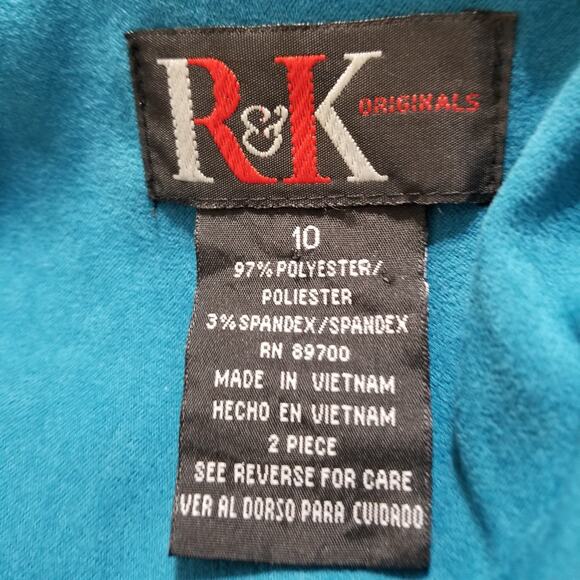 R&K ORIGINALS
10
97% POLYESTER/
POLIESTER
3% SPANDEX/SPANDEX
RN 89700
MADE IN VIETNAM
HECHO EN VIETNAM
2 PIECE
SEE REVERSE FOR CARE
VER AL DORSO PARA CUIDADO